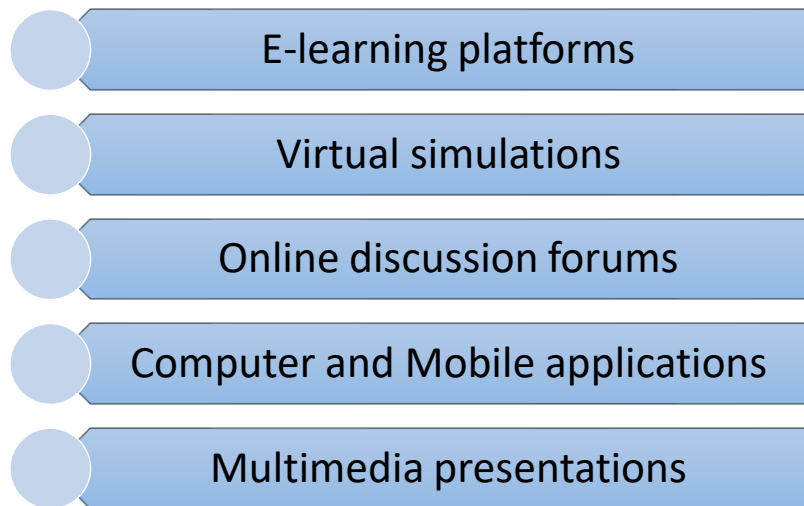 E-learning platforms
Virtual simulations
Online discussion forums
Computer and Mobile applications
Multimedia presentations